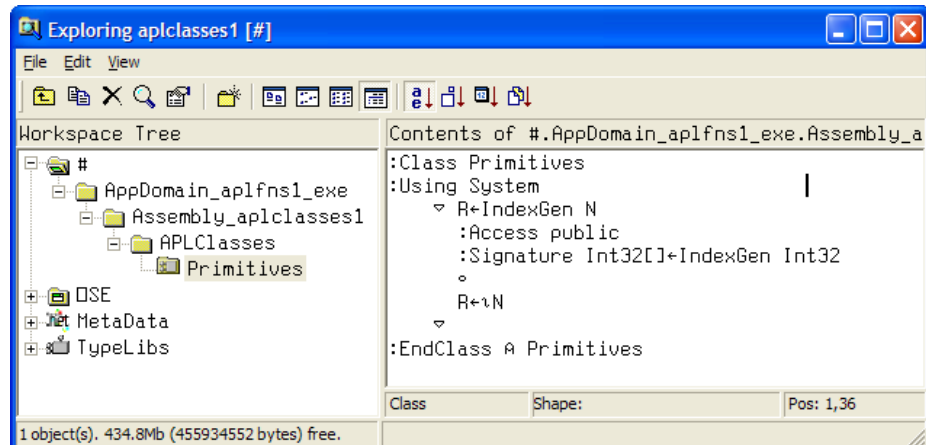 Exploring aplclasses1 [#]
File Edit View
Workspace Tree
#
AppDomain_aplfns1_exe
Assembly_aplclasses1
APLClasses
Primitives
⎕SE
MetaData
TypeLibs
Contents of #.AppDomain_aplfns1_exe.Assembly_a
:Class Primitives
:Using System
∇ R←IndexGen N
:Access public
:Signature Int32[]←IndexGen Int32
∘
R←⍳N
∇
:EndClass ⍝ Primitives
Class Shape: Pos: 1,36
1 object(s). 434.8Mb (455934552 bytes) free.